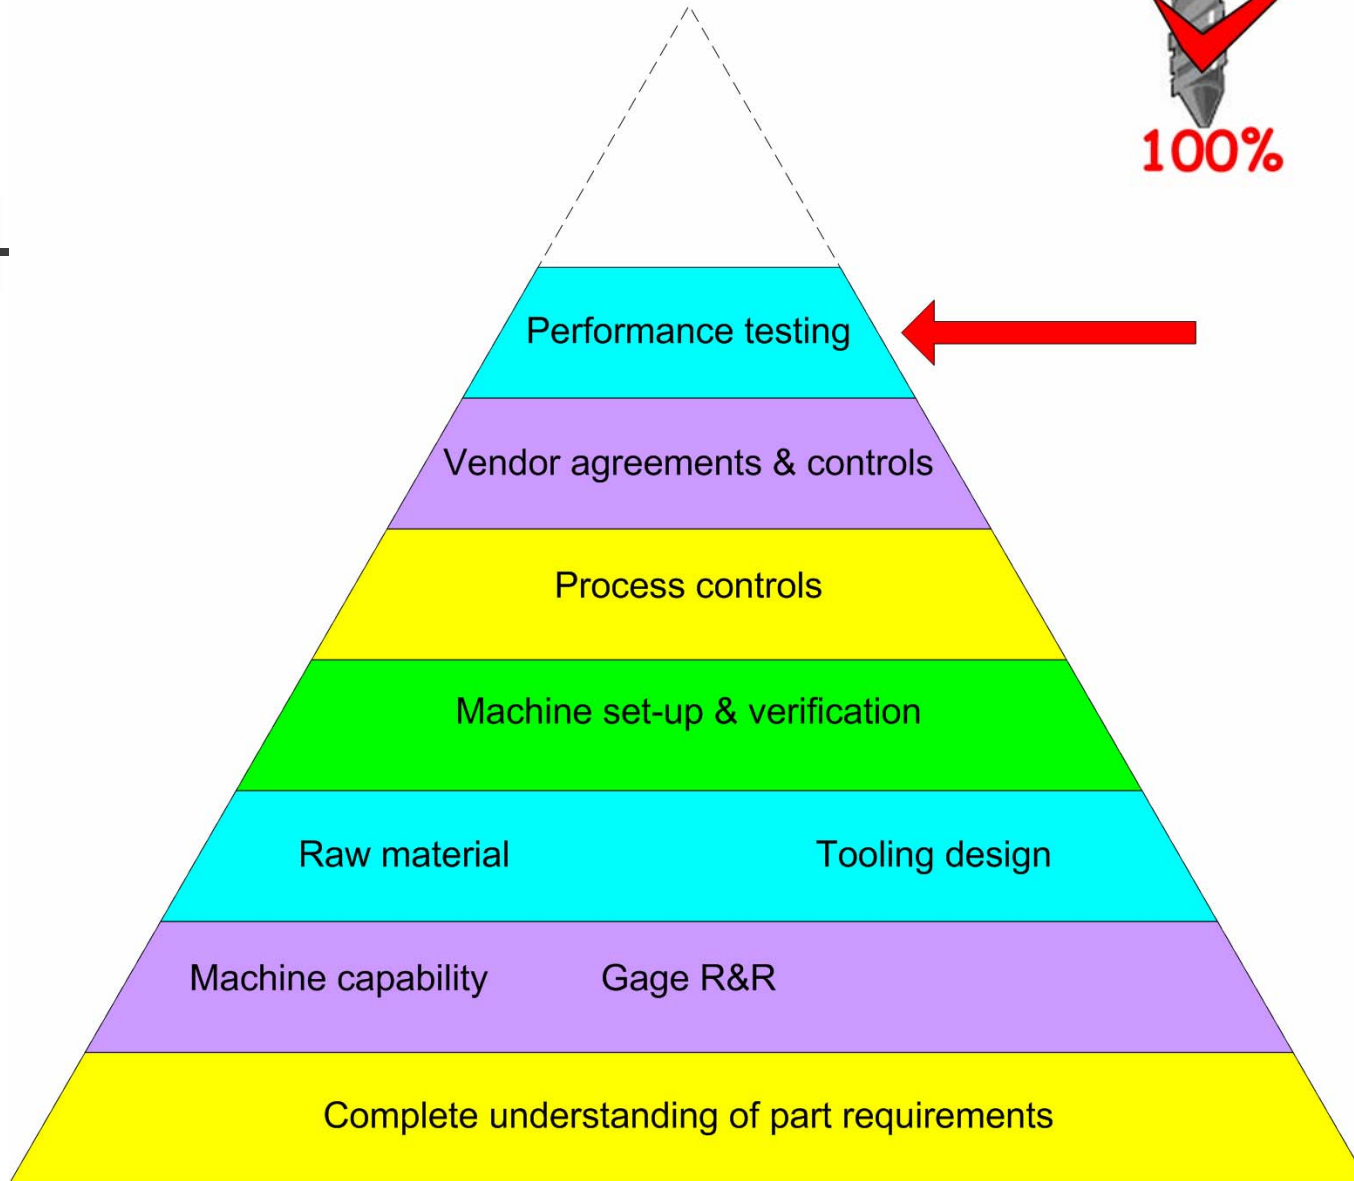 100%
Performance testing
Vendor agreements & controls
Process controls
Machine set-up & verification
Raw material Tooling design
Machine capability Gage R&R
Complete understanding of part requirements